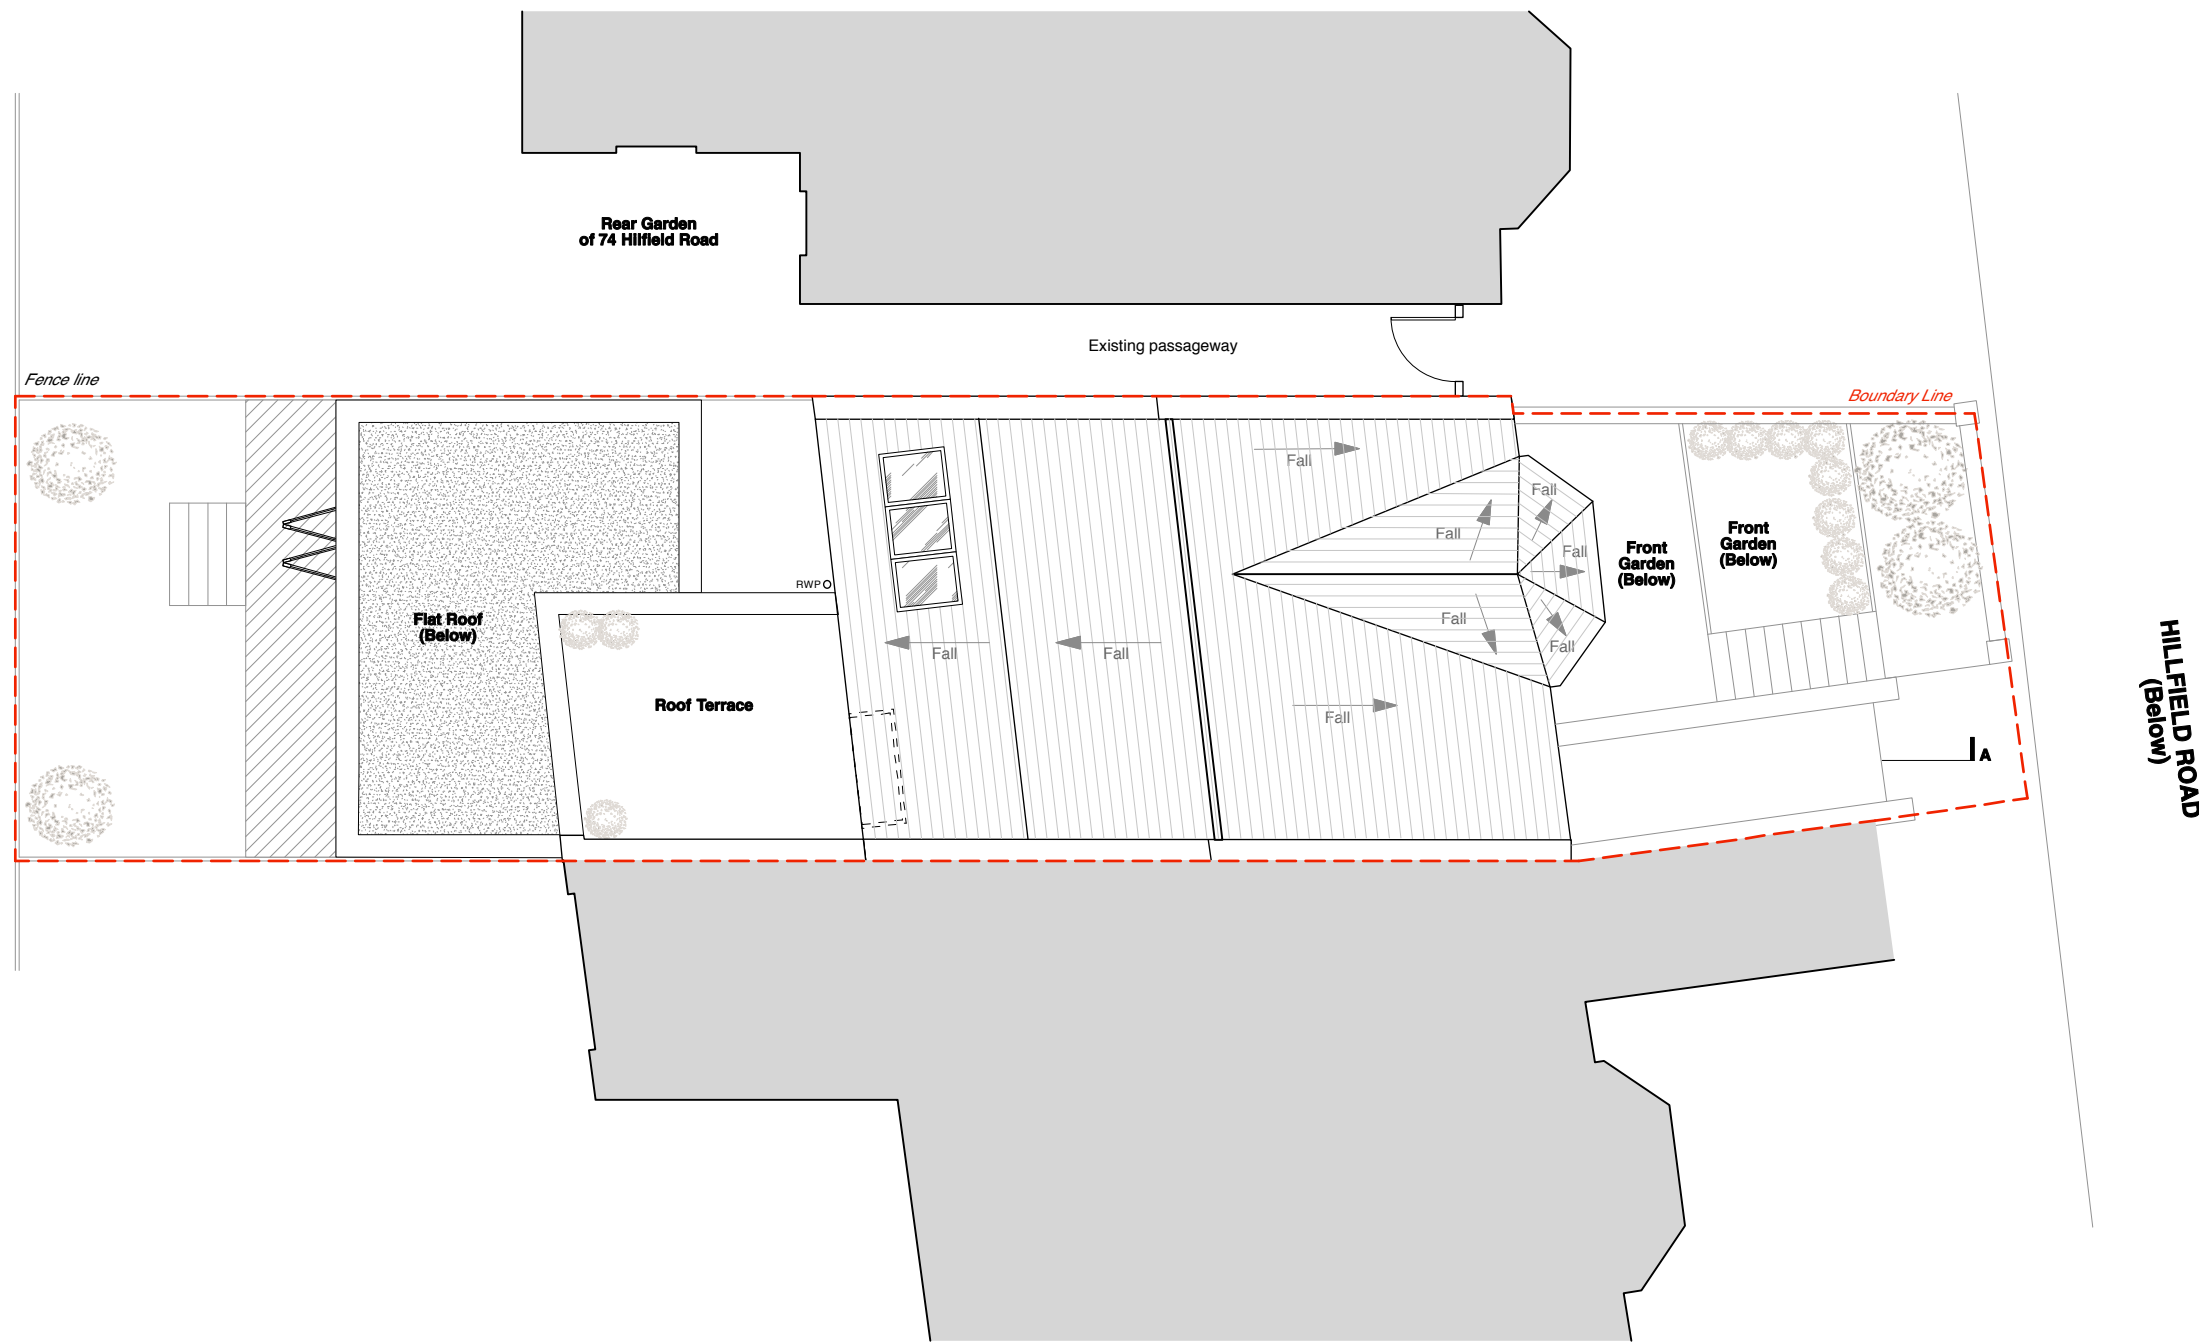 Rear Garden
of 74 Hilfield Road
Existing passageway
Fence line
Boundary Line
Fall
Fall
Fall
Fall
Fall
Front
Garden
(Below)
Front
Garden
(Below)
RWP
Flat Roof
(Below)
Fall
Fall
Fall
Fall
Roof Terrace
Fall
A
HILLFIELD ROAD
(Below)